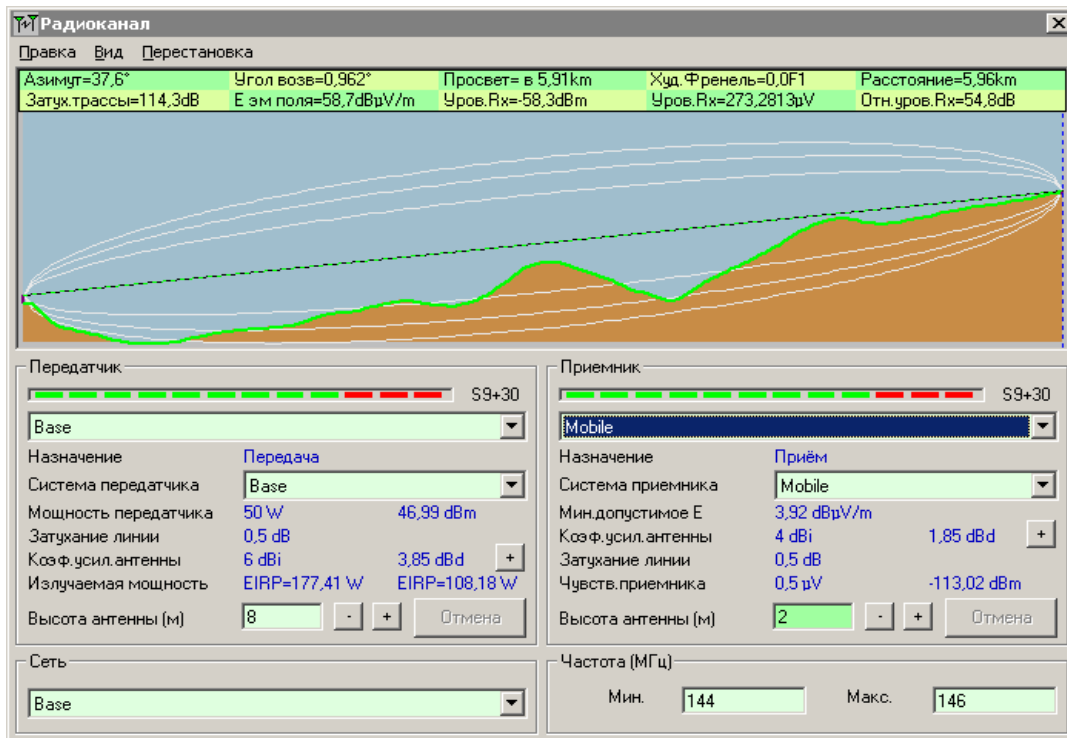 Радиоканал
Правка Вид Перестановка
Азимут=37,6° Угол возв=0,962° Просвет= в 5,91km Худ.Френель=0,0F1 Расстояние=5,96km
Затух.трассы=114,3dB Е эм поля=58,7dBµV/m Уров.Rx=-58,3dBm Уров.Rx=273,2813µV Отн.уров.Rx=54,8dB
Передатчик
S9+30
Base
Назначение Передача
Система передатчика Base
Мощность передатчика 50 W 46,99 dBm
Затухание линии 0,5 dB
Коэф.усил.антенны 6 dBi 3,85 dBd +
Излучаемая мощность EIRP=177,41 W EIRP=108,18 W
Высота антенны (м) 8 - + Отмена
Сеть
Base
Приемник
S9+30
Mobile
Назначение Приём
Система приемника Mobile
Мин.допустимое Е 3,92 dBµV/m
Коэф.усил.антенны 4 dBi 1,85 dBd +
Затухание линии 0,5 dB
Чувств.приемника 0,5 µV -113,02 dBm
Высота антенны (м) 2 - + Отмена
Частота (МГц)
Мин. 144 Макс. 146